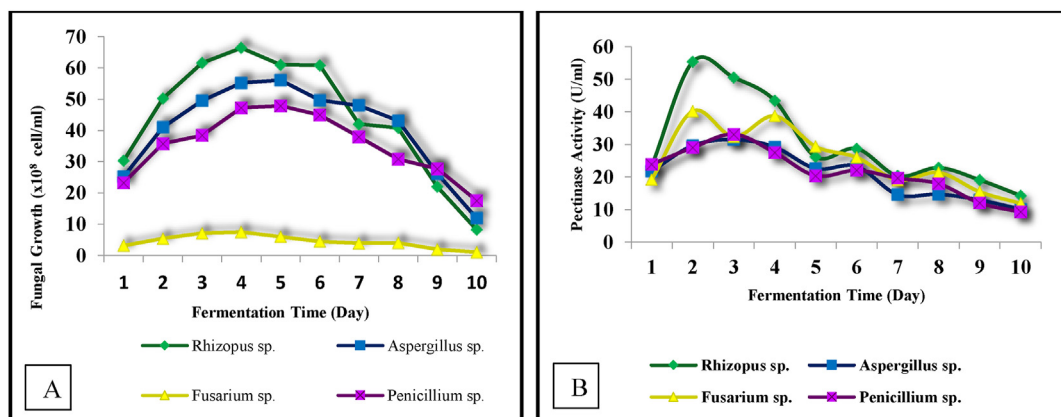 70
60
50
40
30
20
10
0
Fungal Growth (x10⁸ cell/ml)
1 2 3 4 5 6 7 8 9 10
Fermentation Time (Day)
Rhizopus sp. Aspergillus sp.
Fusarium sp. Penicillium sp.
A
60
50
40
30
20
10
0
Pectinase Activity (U/ml)
1 2 3 4 5 6 7 8 9 10
Fermentation Time (Day)
Rhizopus sp. Aspergillus sp.
Fusarium sp. Penicillium sp.
B